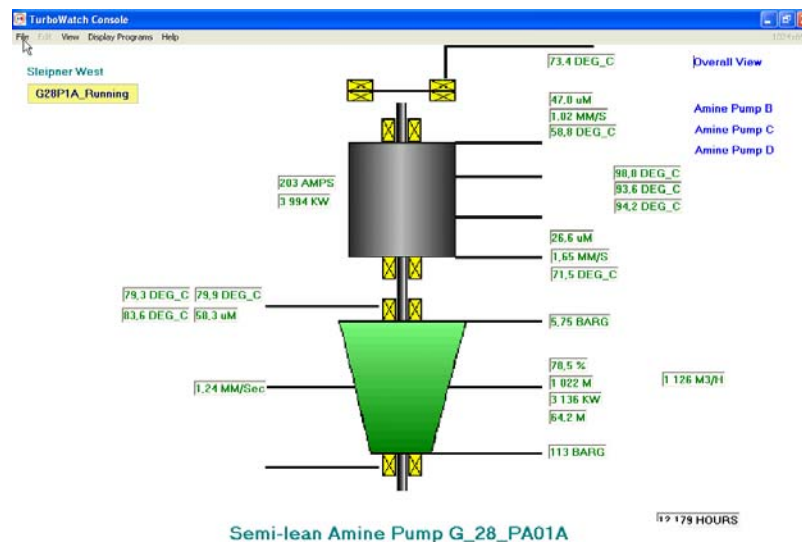 TurboWatch Console
File Edit View Display Programs Help
Sleipner West
G28P1A_Running
73.4 DEG_C
Overall View
47,0 uM
1.02 MM/S
58,8 DEG_C
Amine Pump B
Amine Pump C
Amine Pump D
203 AMPS
3 994 KW
98,8 DEG_C
93,6 DEG_C
94,2 DEG_C
26,6 uM
1,65 MM/S
71,5 DEG_C
79,3 DEG_C 79,9 DEG_C
83,6 DEG_C 58,3 uM
5,75 BARG
1,24 MM/Sec
78,5 %
1 022 M
3 136 KW
64,2 M
1 126 M3/H
113 BARG
12 179 HOURS
Semi-lean Amine Pump G_28_PA01A